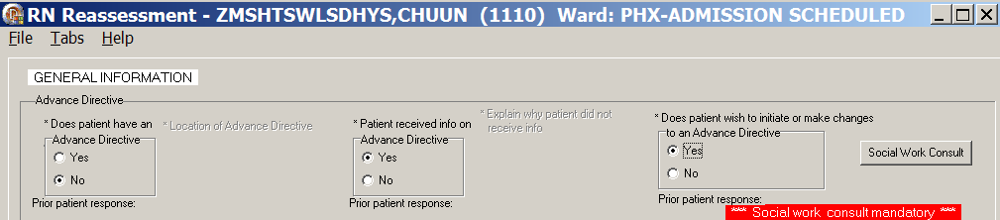 RN Reassessment - ZMSHTSWLSDHYS,CHUUN (1110) Ward: PHX-ADMISSION SCHEDULED
File Tabs Help
GENERAL INFORMATION
Advance Directive
* Does patient have an
Advance Directive
Yes
No
Prior patient response:
* Location of Advance Directive
* Patient received info on
Advance Directive
Yes
No
Prior patient response:
* Explain why patient did not
receive info
* Does patient wish to initiate or make changes
to an Advance Directive
Yes
No
Prior patient response:
Social Work Consult
*** Social work consult mandatory ***